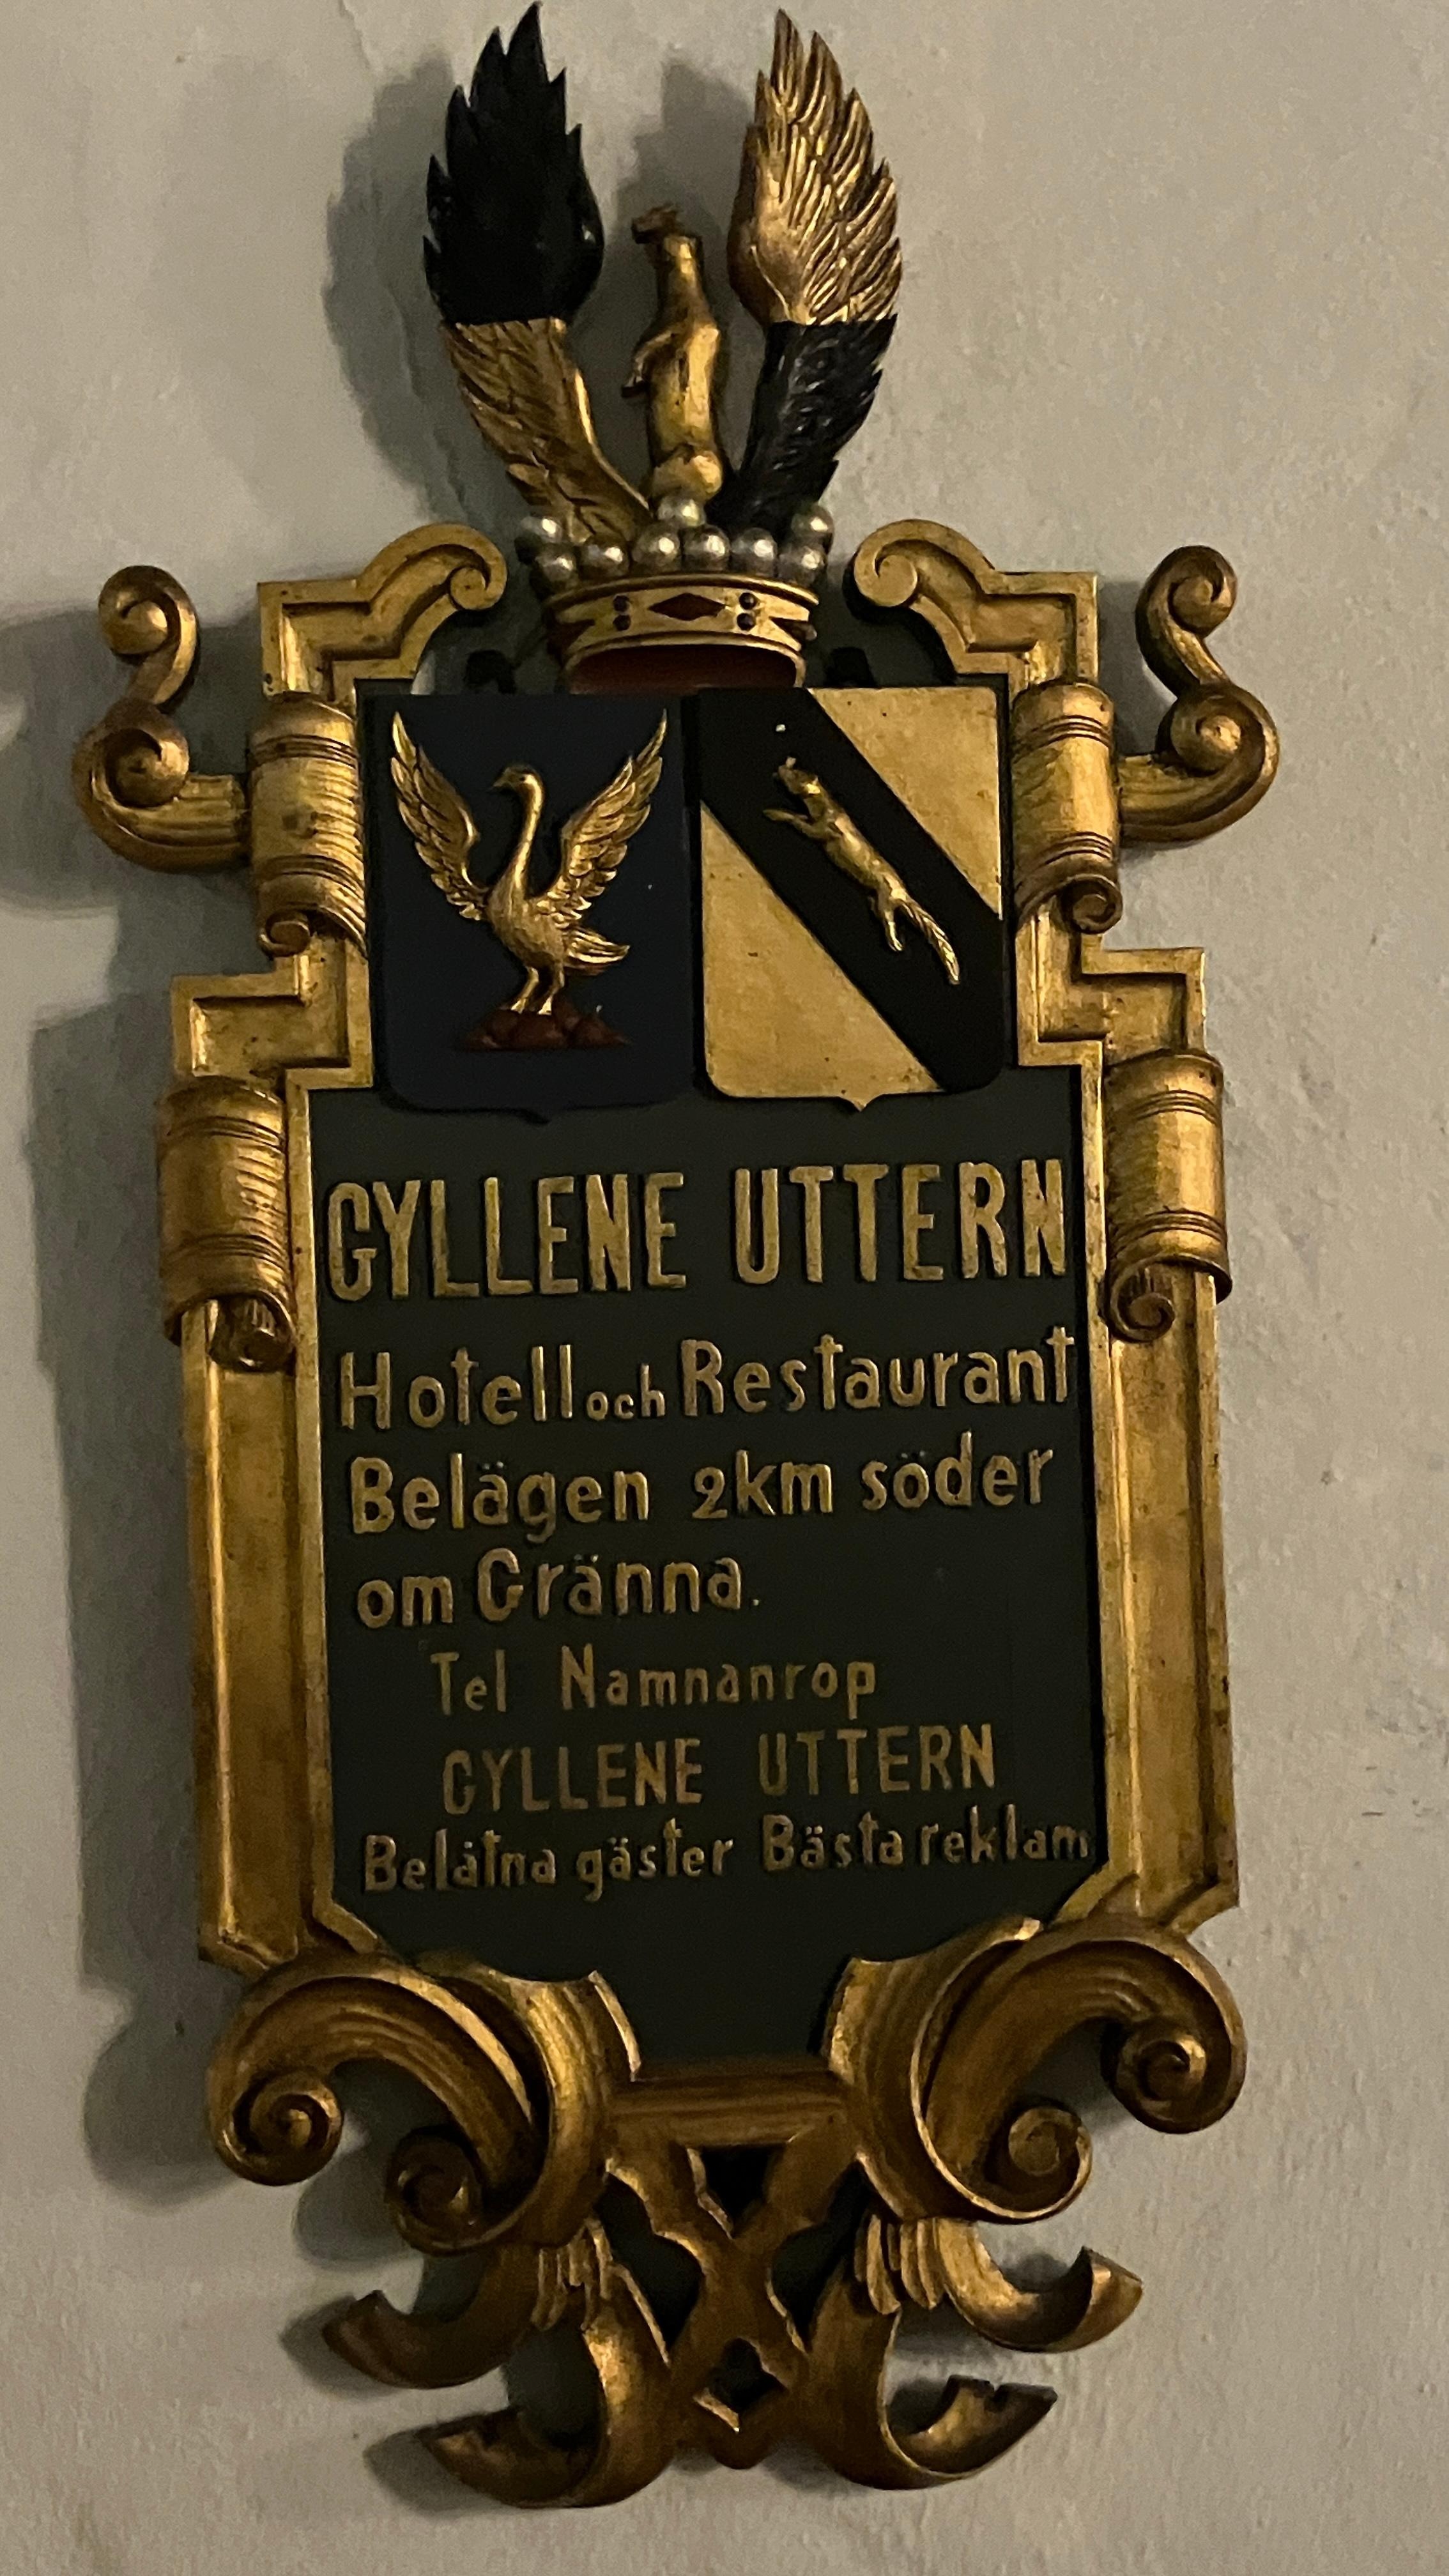 GYLLENE UTTERN
Hotell och Restaurant
Belägen 2km söder
om Gränna.
Tel Namnanrop
GYLLENE UTTERN
Belåtna gäster Bästa reklam